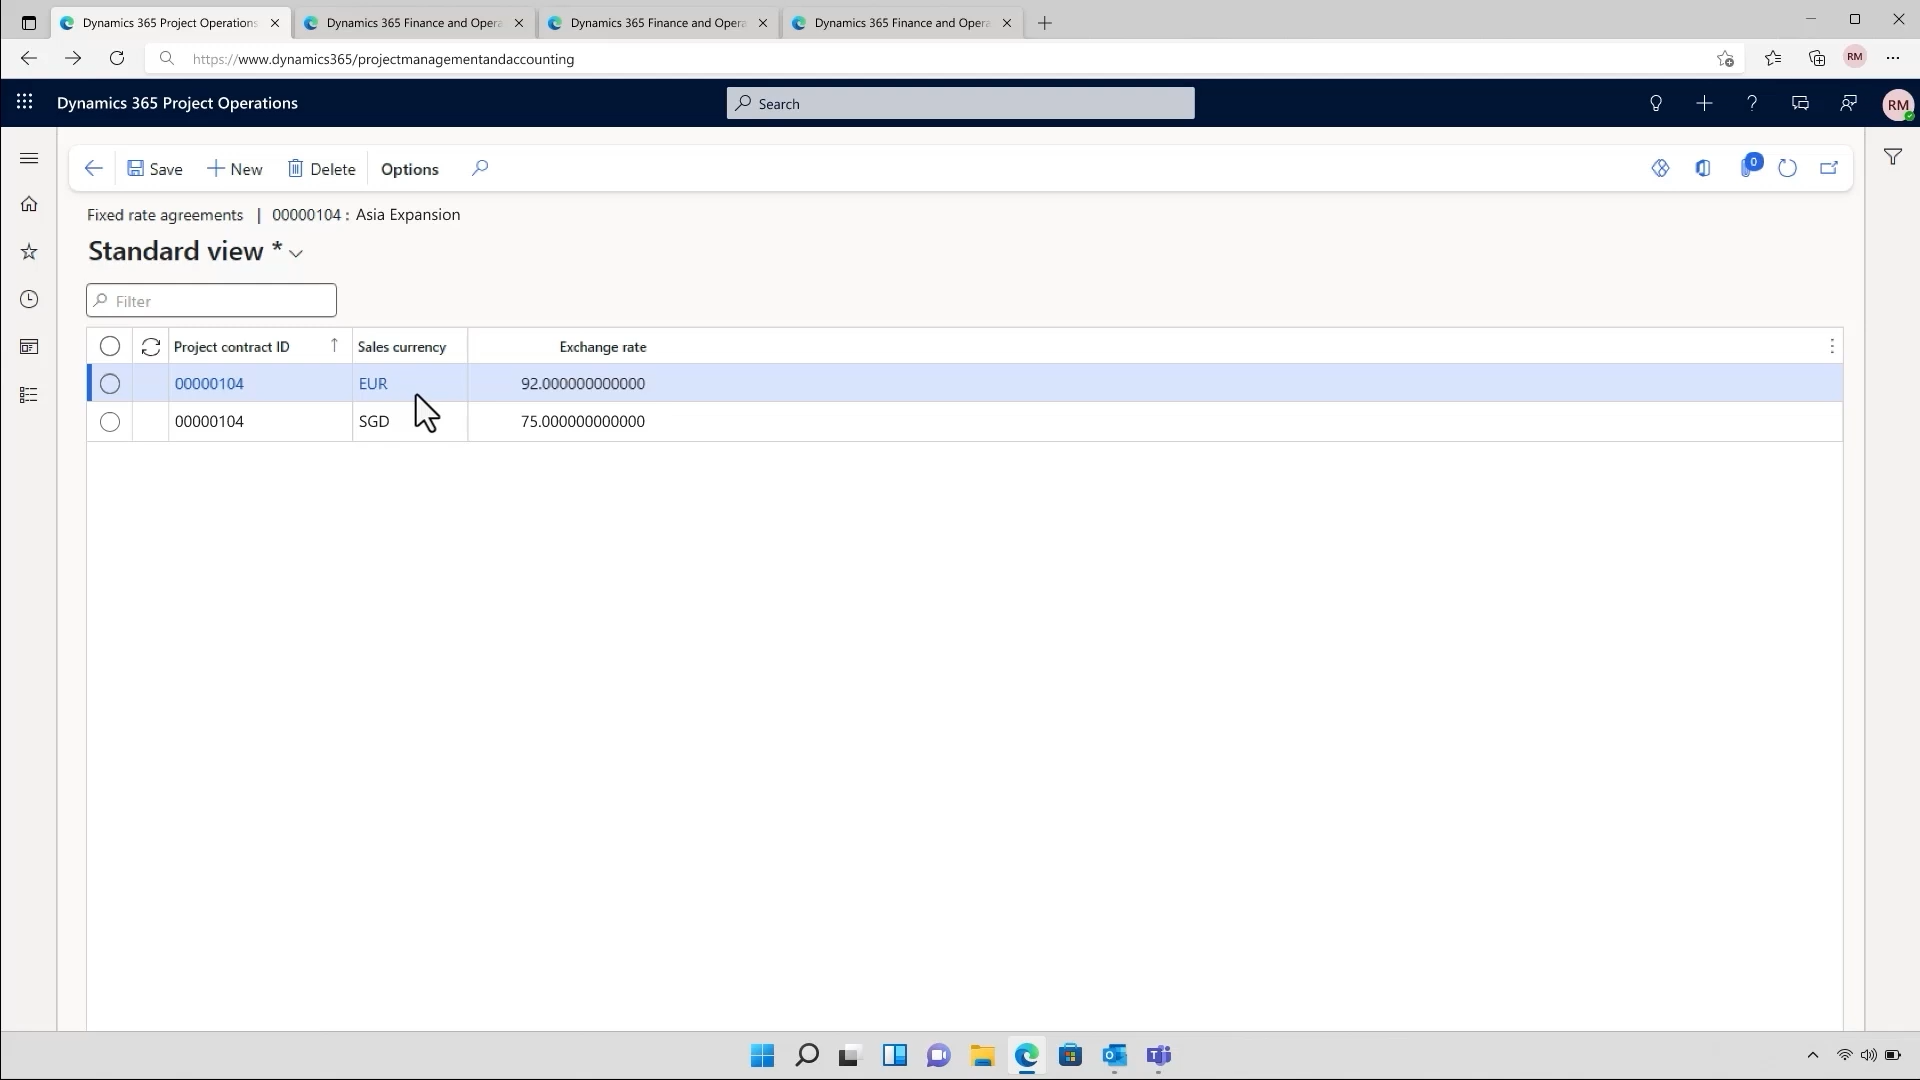 Dynamics 365 Project Operations
Dynamics 365 Finance and Opera
Dynamics 365 Finance and Opera
Dynamics 365 Finance and Opera
https://www.dynamics365/projectmanagementandaccounting
RM
Dynamics 365 Project Operations
Search
RM
Save
New
Delete
Options
0
Fixed rate agreements | 00000104 : Asia Expansion
Standard view *
Filter
Project contract ID Sales currency Exchange rate
00000104 EUR 92.000000000000
00000104 SGD 75.000000000000